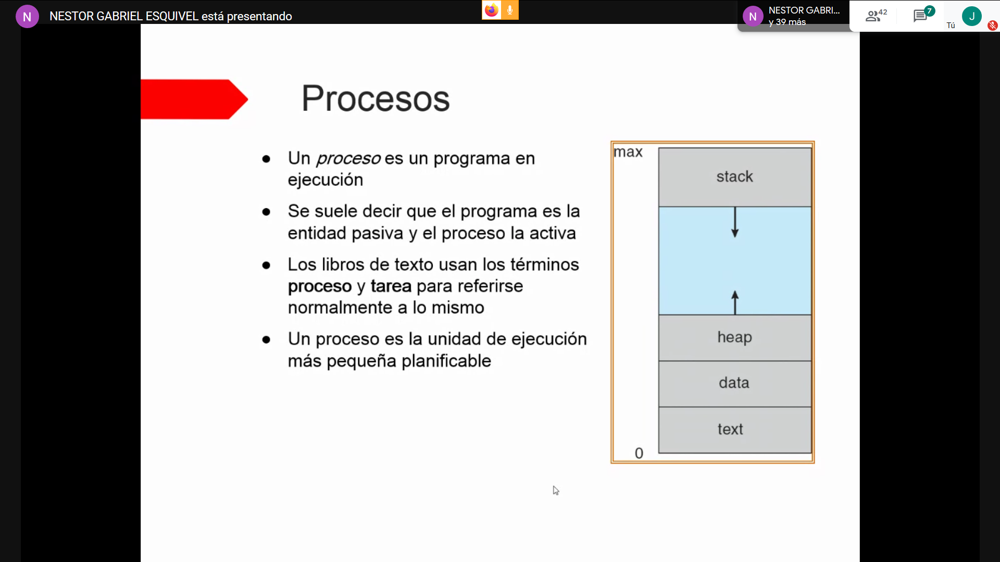 N
NESTOR GABRIEL ESQUIVEL está presentando
N
NESTOR GABRI...
y 39 más
42
7
Tú
J
Procesos
Un proceso es un programa en
ejecución
Se suele decir que el programa es la
entidad pasiva y el proceso la activa
Los libros de texto usan los términos
proceso y tarea para referirse
normalmente a lo mismo
Un proceso es la unidad de ejecución
más pequeña planificable
max
stack
heap
data
text
0